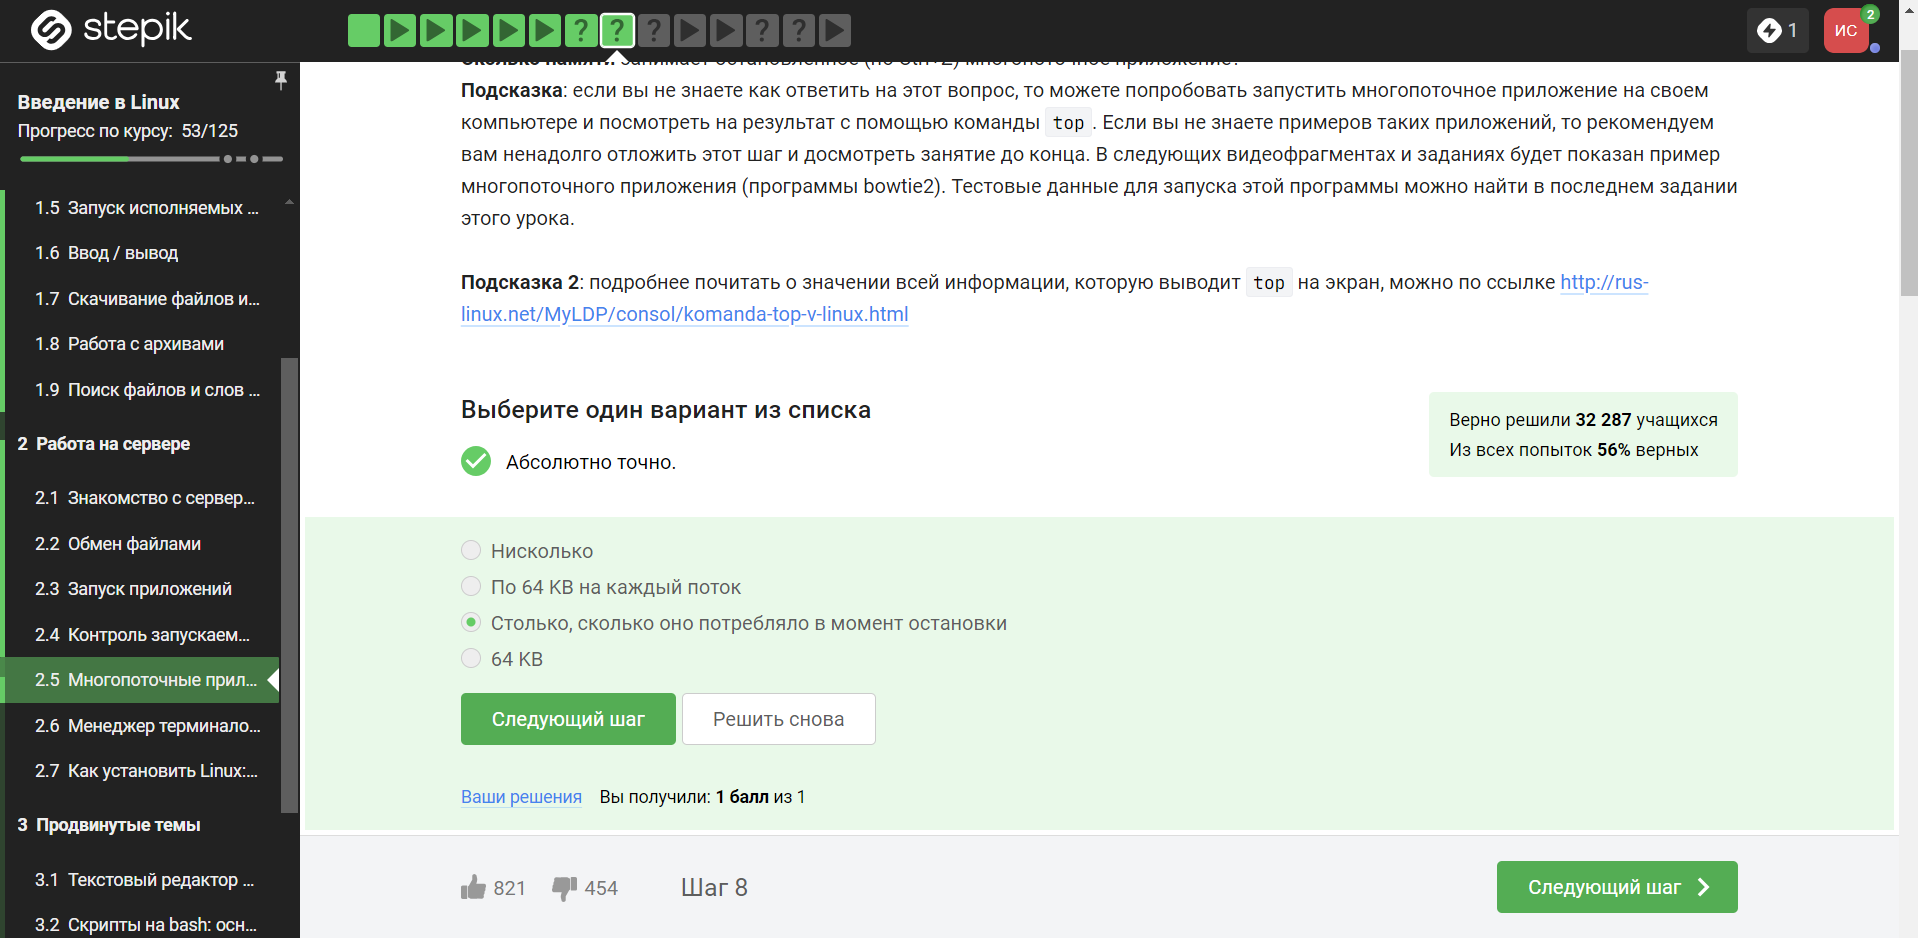 stepik
1
ИС
2
Введение в Linux
Прогресс по курсу: 53/125
1.5 Запуск исполняемых ...
1.6 Ввод / вывод
1.7 Скачивание файлов и...
1.8 Работа с архивами
1.9 Поиск файлов и слов ...
2 Работа на сервере
2.1 Знакомство с сервер...
2.2 Обмен файлами
2.3 Запуск приложений
2.4 Контроль запускаем...
2.5 Многопоточные прил...
2.6 Менеджер терминало...
2.7 Как установить Linux:...
3 Продвинутые темы
3.1 Текстовый редактор ...
3.2 Скрипты на bash: осн...
Сколько памяти занимает остановленное (по Ctrl+Z) многопоточное приложение?
Подсказка: если вы не знаете как ответить на этот вопрос, то можете попробовать запустить многопоточное приложение на своем
компьютере и посмотреть на результат с помощью команды top. Если вы не знаете примеров таких приложений, то рекомендуем
вам ненадолго отложить этот шаг и досмотреть занятие до конца. В следующих видеофрагментах и заданиях будет показан пример
многопоточного приложения (программы bowtie2). Тестовые данные для запуска этой программы можно найти в последнем задании
этого урока.
Подсказка 2: подробнее почитать о значении всей информации, которую выводит top на экран, можно по ссылке http://rus-
linux.net/MyLDP/consol/komanda-top-v-linux.html
Выберите один вариант из списка
Абсолютно точно.
Верно решили 32 287 учащихся
Из всех попыток 56% верных
Нисколько
По 64 KB на каждый поток
Столько, сколько оно потребляло в момент остановки
64 KB
Следующий шаг
Решить снова
Ваши решения Вы получили: 1 балл из 1
821 454 Шаг 8
Следующий шаг